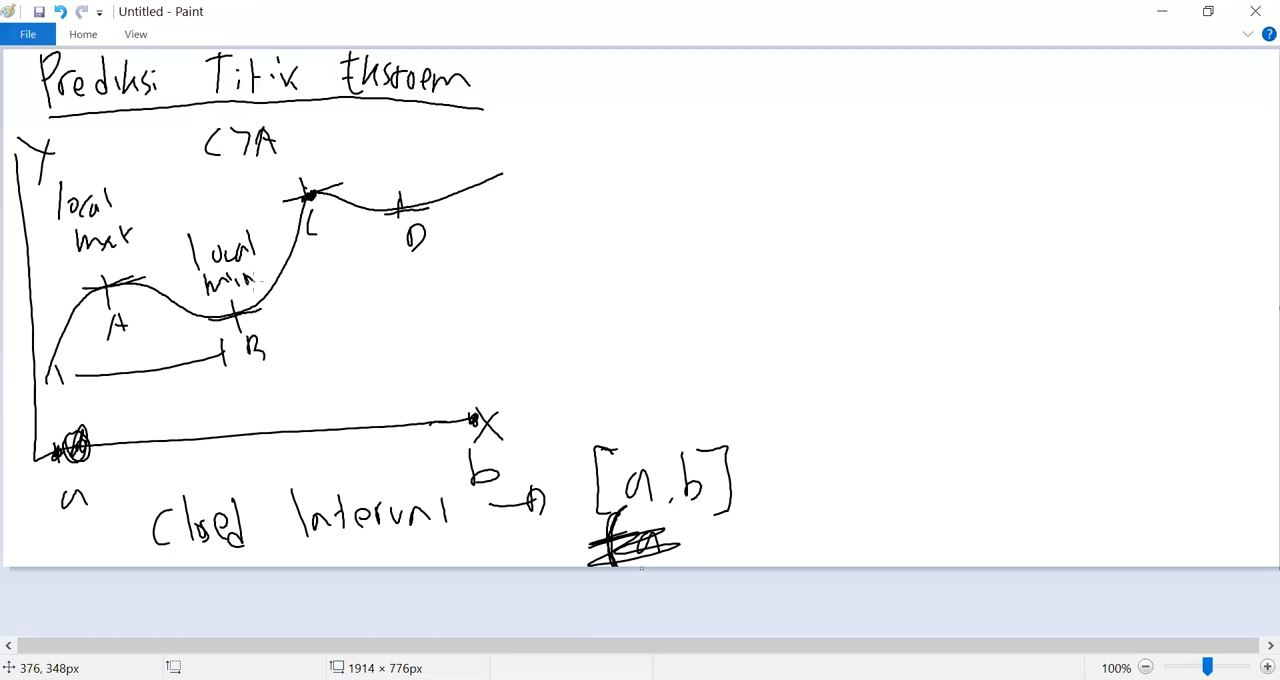 Untitled - Paint
File Home View
Prediksi Titik Ekstrem
C>A
Y
local
max
local
min
C
D
A
B
X
a
b
Closed Interval → [a,b]
376, 348px
1914 × 776px
100%